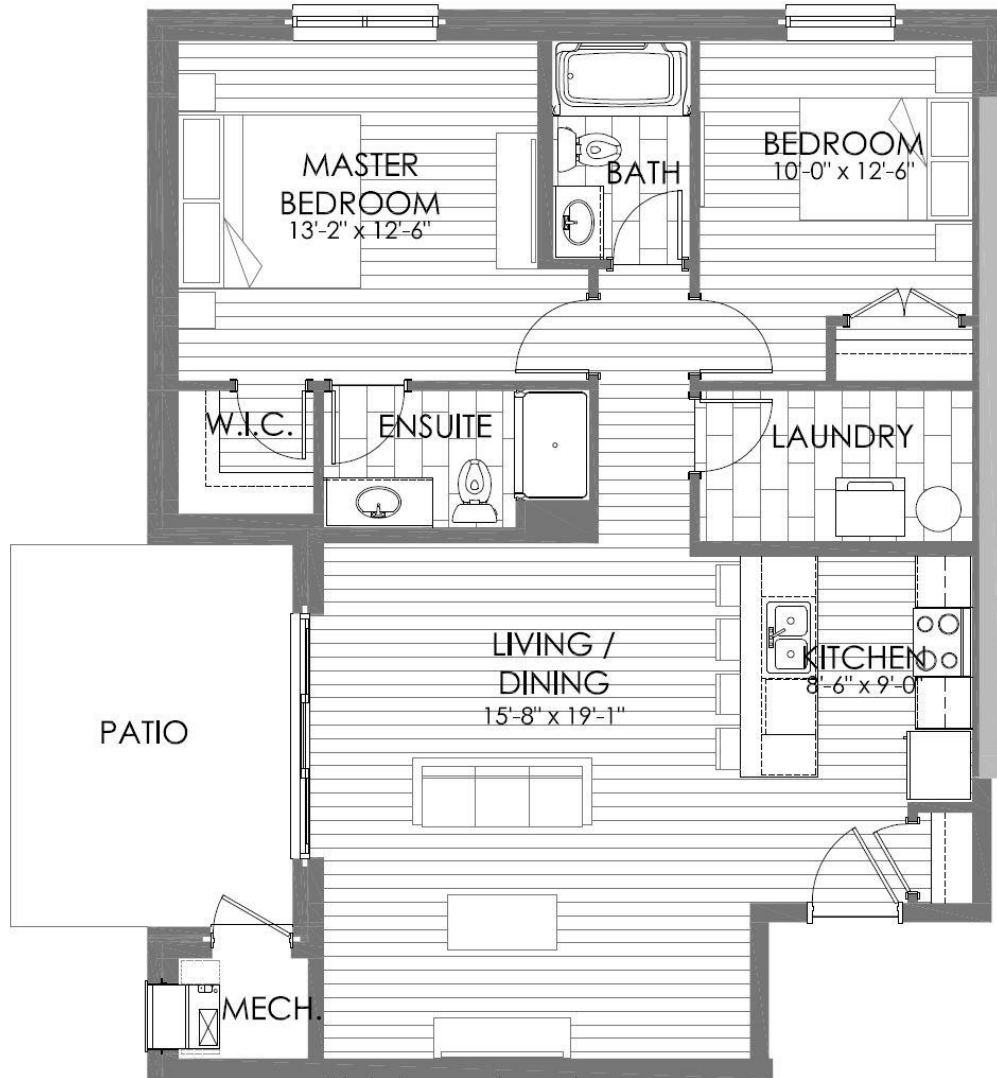 MASTER
BEDROOM
13'-2" x 12'-6"
BATH
BEDROOM
10'-0" x 12'-6"
W.I.C.
ENSUITE
LAUNDRY
LIVING /
DINING
15'-8" x 19'-1"
KITCHEN
8'-6" x 9'-0
PATIO
MECH.